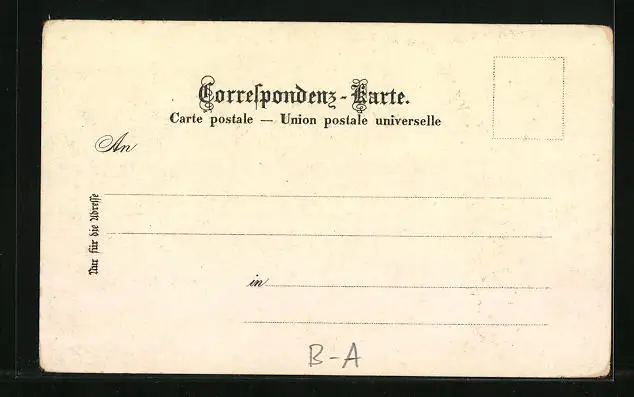 Correspondenz-Karte.
Carte postale — Union postale universelle
An
Nur für die Adresse
in
B-A